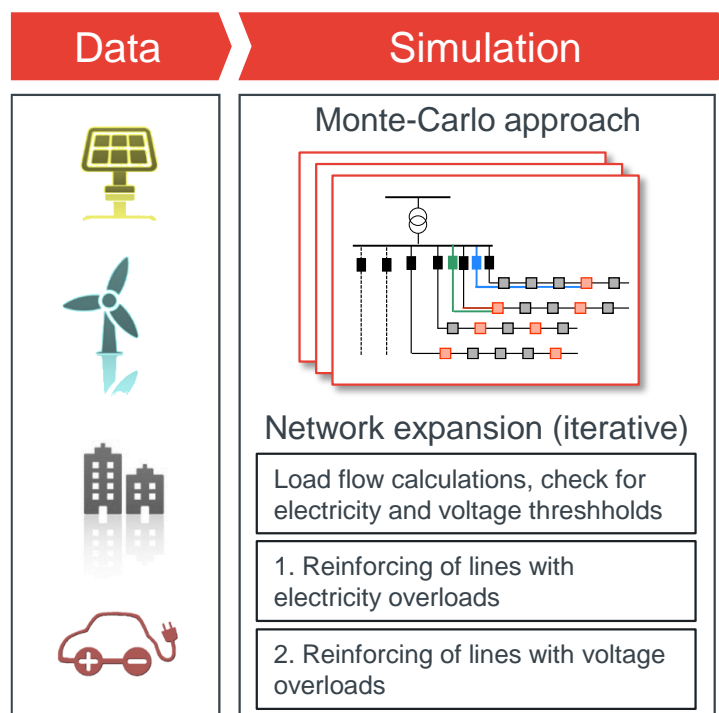 Data
Simulation
Monte-Carlo approach
Network expansion (iterative)
Load flow calculations, check for
electricity and voltage threshholds
1. Reinforcing of lines with
electricity overloads
2. Reinforcing of lines with voltage
overloads